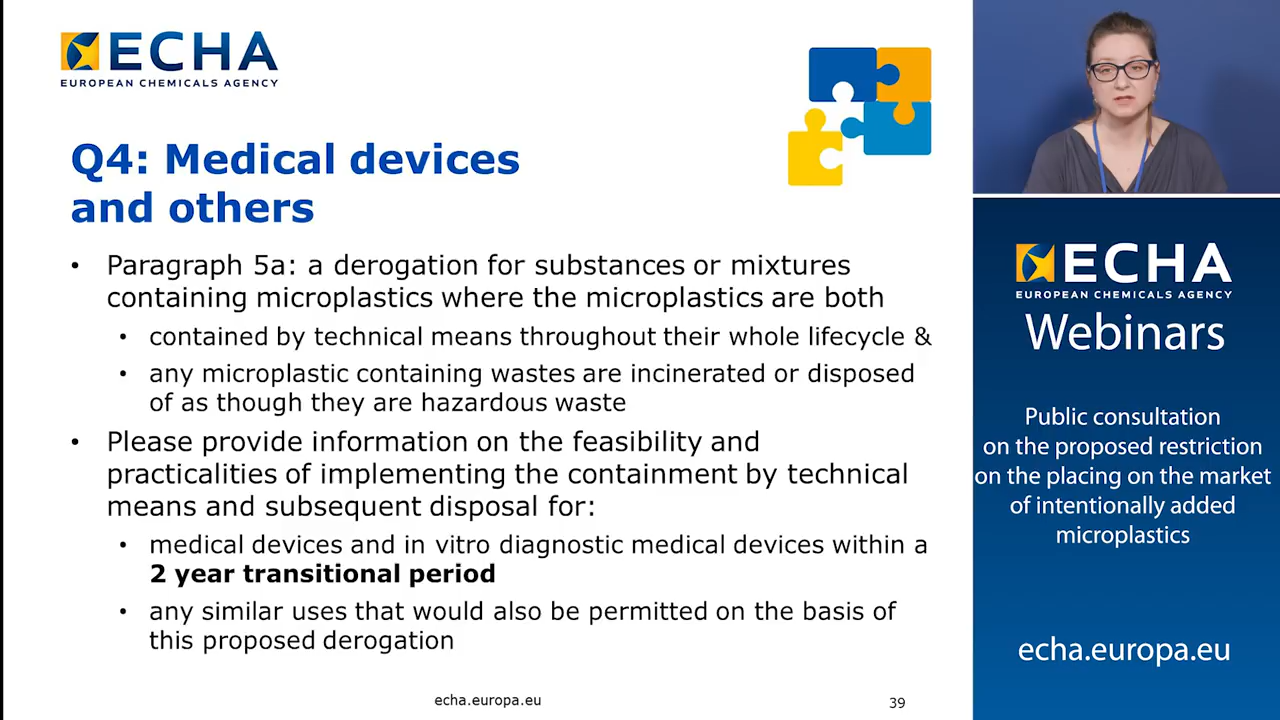 ECHA
EUROPEAN CHEMICALS AGENCY
Q4: Medical devices
and others
• Paragraph 5a: a derogation for substances or mixtures
containing microplastics where the microplastics are both
• contained by technical means throughout their whole lifecycle &
• any microplastic containing wastes are incinerated or disposed
of as though they are hazardous waste
• Please provide information on the feasibility and
practicalities of implementing the containment by technical
means and subsequent disposal for:
• medical devices and in vitro diagnostic medical devices within a
2 year transitional period
• any similar uses that would also be permitted on the basis of
this proposed derogation
echa.europa.eu
39
ECHA
EUROPEAN CHEMICALS AGENCY
Webinars
Public consultation
on the proposed restriction
on the placing on the market
of intentionally added
microplastics
echa.europa.eu